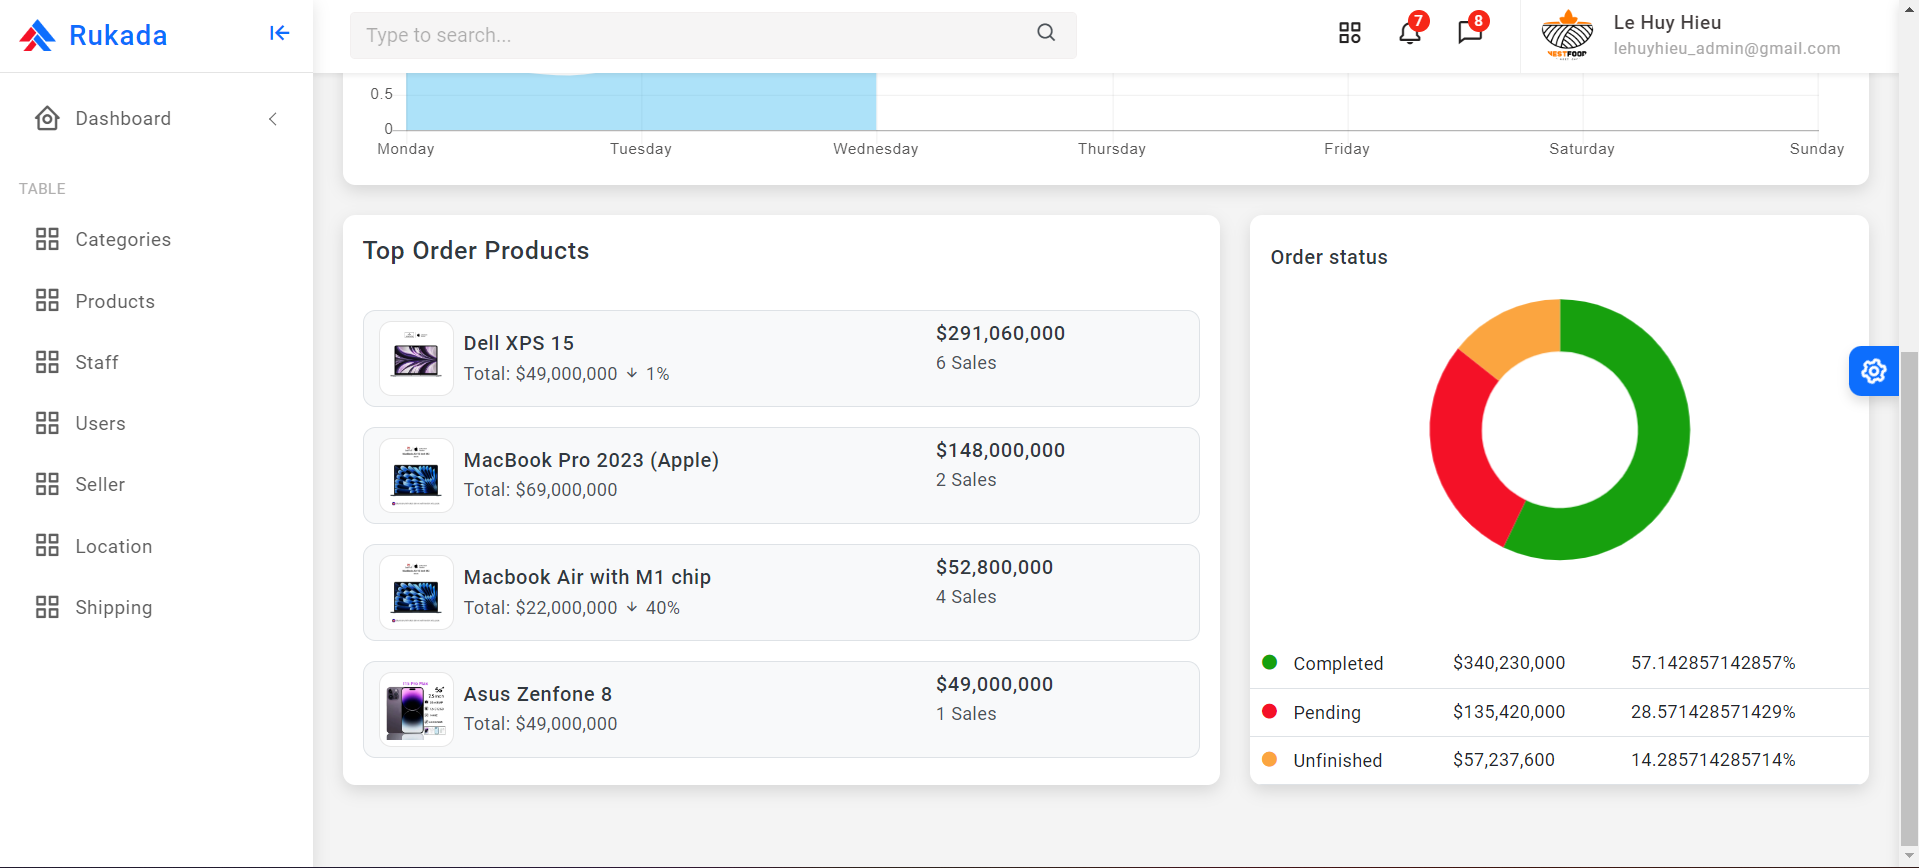 Rukada
Type to search...
7
8
Le Huy Hieu
lehuyhieu_admin@gmail.com
Dashboard
TABLE
Categories
Products
Staff
Users
Seller
Location
Shipping
0.5
0
Monday Tuesday Wednesday Thursday Friday Saturday Sunday
Top Order Products
Dell XPS 15
Total: $49,000,000 ↓ 1%
$291,060,000
6 Sales
MacBook Pro 2023 (Apple)
Total: $69,000,000
$148,000,000
2 Sales
Macbook Air with M1 chip
Total: $22,000,000 ↓ 40%
$52,800,000
4 Sales
Asus Zenfone 8
Total: $49,000,000
$49,000,000
1 Sales
Order status
Completed $340,230,000 57.142857142857%
Pending $135,420,000 28.571428571429%
Unfinished $57,237,600 14.285714285714%